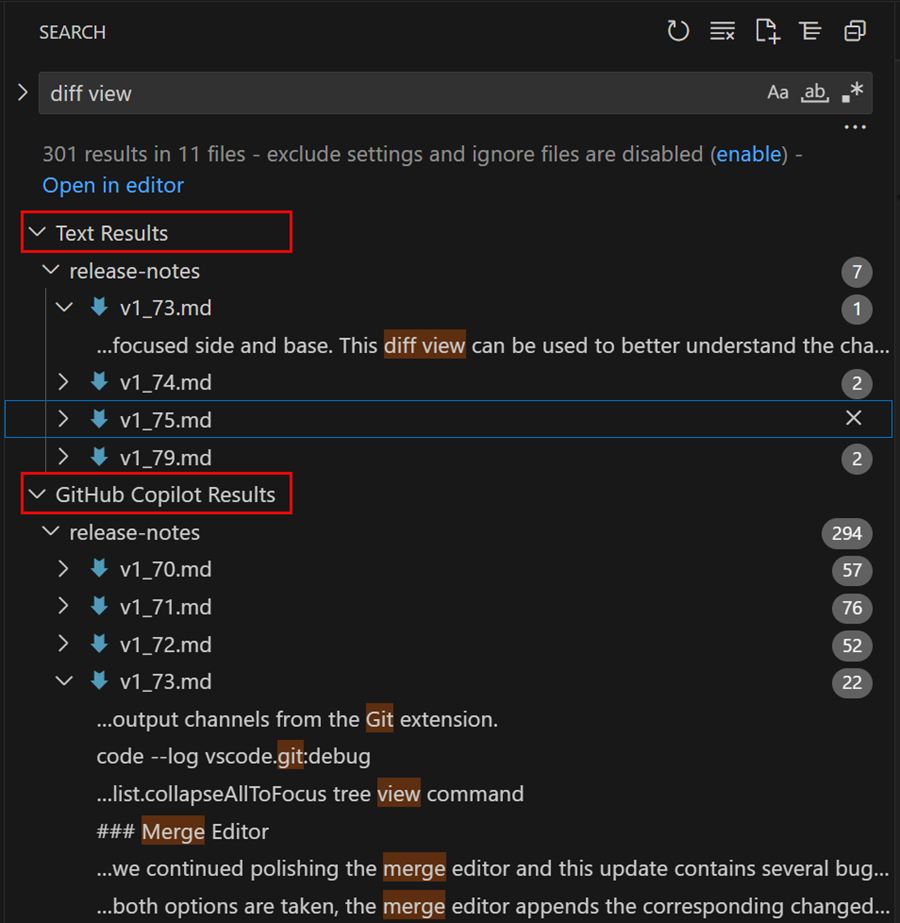 SEARCH
diff view Aa ab .*
...
301 results in 11 files - exclude settings and ignore files are disabled (enable) -
Open in editor
Text Results
release-notes 7
v1_73.md 1
...focused side and base. This diff view can be used to better understand the cha...
v1_74.md 2
v1_75.md
v1_79.md 2
GitHub Copilot Results
release-notes 294
v1_70.md 57
v1_71.md 76
v1_72.md 52
v1_73.md 22
...output channels from the Git extension.
code --log vscode.git:debug
...list.collapseAllToFocus tree view command
### Merge Editor
...we continued polishing the merge editor and this update contains several bug...
...both options are taken, the merge editor appends the corresponding changed...